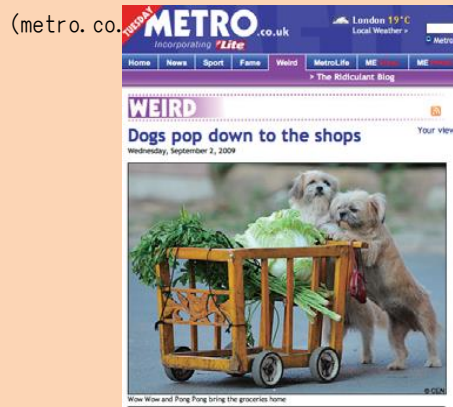 (metro.co.
TUESDAY
METRO.co.uk
Incorporating Lite
London 19°C
Local Weather >
Metro
Home News Sport Fame Weird MetroLife ME ME
> The Ridiculant Blog
WEIRD
Dogs pop down to the shops
Your view
Wednesday, September 2, 2009
© CEN
Wow Wow and Pong Pong bring the groceries home